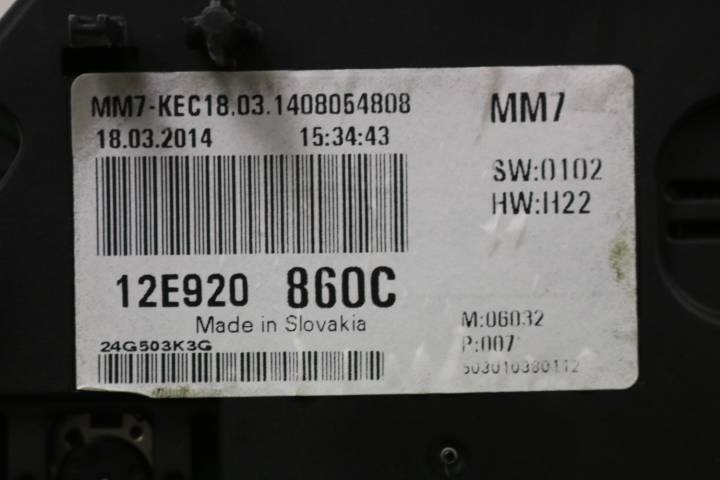 MM7-KEC18.03.1408054808
MM7
18.03.2014 15:34:43
SW:0102
HW:H22
12E920 860C
Made in Slovakia
M:06032
24G503K3G
P:007
503010380112